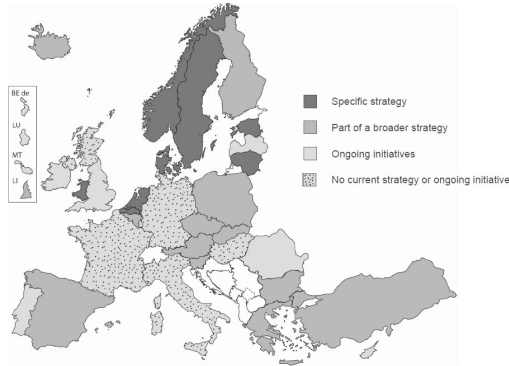 BE de
LU
MT
LI
Specific strategy
Part of a broader strategy
Ongoing initiatives
No current strategy or ongoing initiative